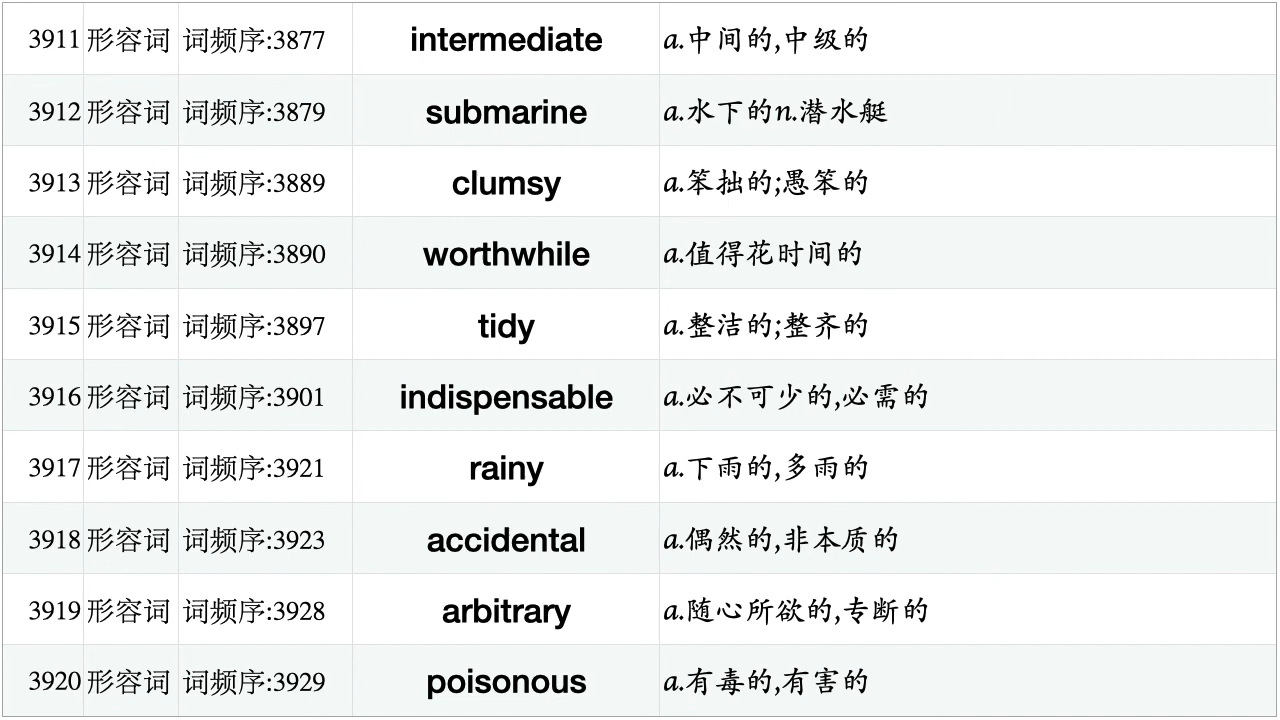 3911 形容词 词频序:3877 intermediate a.中间的,中级的
3912 形容词 词频序:3879 submarine a.水下的n.潜水艇
3913 形容词 词频序:3889 clumsy a.笨拙的;愚笨的
3914 形容词 词频序:3890 worthwhile a.值得花时间的
3915 形容词 词频序:3897 tidy a.整洁的;整齐的
3916 形容词 词频序:3901 indispensable a.必不可少的,必需的
3917 形容词 词频序:3921 rainy a.下雨的,多雨的
3918 形容词 词频序:3923 accidental a.偶然的,非本质的
3919 形容词 词频序:3928 arbitrary a.随心所欲的,专断的
3920 形容词 词频序:3929 poisonous a.有毒的,有害的